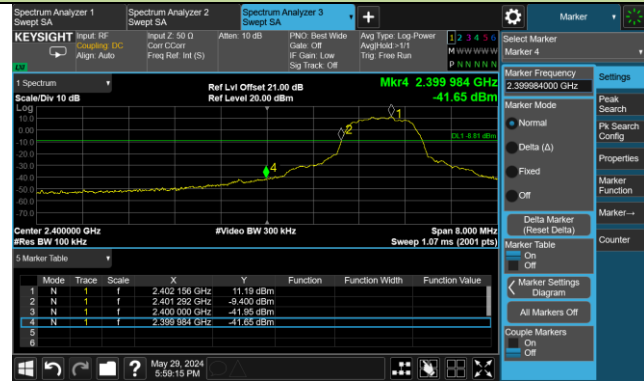 Spectrum Analyzer 1
Swept SA
Spectrum Analyzer 2
Swept SA
Spectrum Analyzer 3
Swept SA
Marker
KEYSIGHT
Input: RF
Coupling: DC
Align: Auto
Input Z: 50 Ω
Corr CCorr
Freq Ref: Int (S)
Atten: 10 dB
PNO: Best Wide
Gate: Off
IF Gain: Low
Sig Track: Off
Avg Type: Log-Power
Avg|Hold:>1/1
Trig: Free Run
1 2 3 4 5 6
M W W W W W
P N N N N N
LW
1 Spectrum
Scale/Div 10 dB
Ref Lvl Offset 21.00 dB
Ref Level 20.00 dBm
Mkr4 2.399 984 GHz
-41.65 dBm
Log
10.0
0.00
-10.0
-20.0
-30.0
-40.0
-50.0
-60.0
-70.0
1
2
4
DL1 -8.81 dBm
Center 2.400000 GHz
#Res BW 100 kHz
#Video BW 300 kHz
Span 8.000 MHz
Sweep 1.07 ms (2001 pts)
5 Marker Table
Mode Trace Scale X Y Function Function Width Function Value
1 N 1 f 2.402 156 GHz 11.19 dBm
2 N 1 f 2.401 292 GHz -9.400 dBm
3 N 1 f 2.400 000 GHz -41.95 dBm
4 N 1 f 2.399 984 GHz -41.65 dBm
5
6
May 29, 2024
5:59:15 PM
Select Marker
Marker 4
Marker Frequency
2.399984000 GHz
Marker Mode
Normal
Delta (Δ)
Fixed
Off
Delta Marker
(Reset Delta)
Marker Table
On
Off
Marker Settings
Diagram
All Markers Off
Couple Markers
On
Off
Settings
Peak
Search
Pk Search
Config
Properties
Marker
Function
Marker→
Counter